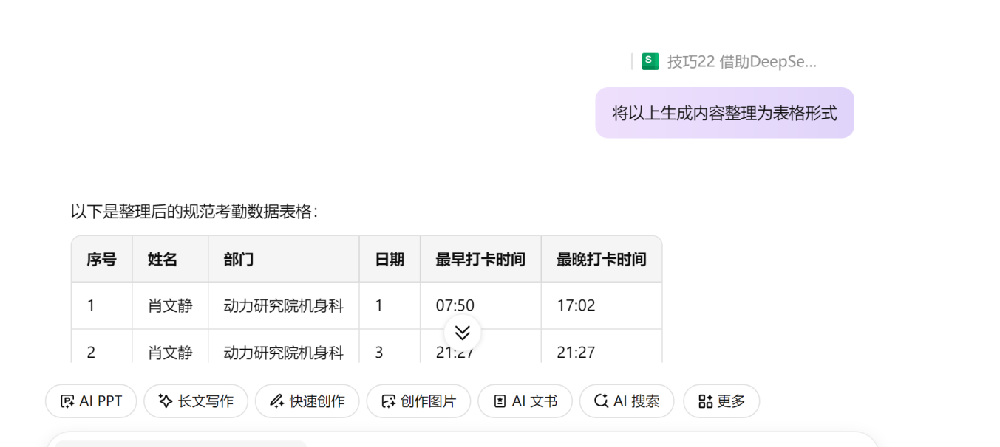 S 技巧22 借助DeepSe...
将以上生成内容整理为表格形式
以下是整理后的规范考勤数据表格：
序号 姓名 部门 日期 最早打卡时间 最晚打卡时间
1 肖文静 动力研究院机身科 1 07:50 17:02
2 肖文静 动力研究院机身科 3 21:27 21:27
AI PPT 长文写作 快速创作 创作图片 AI 文书 AI 搜索 更多